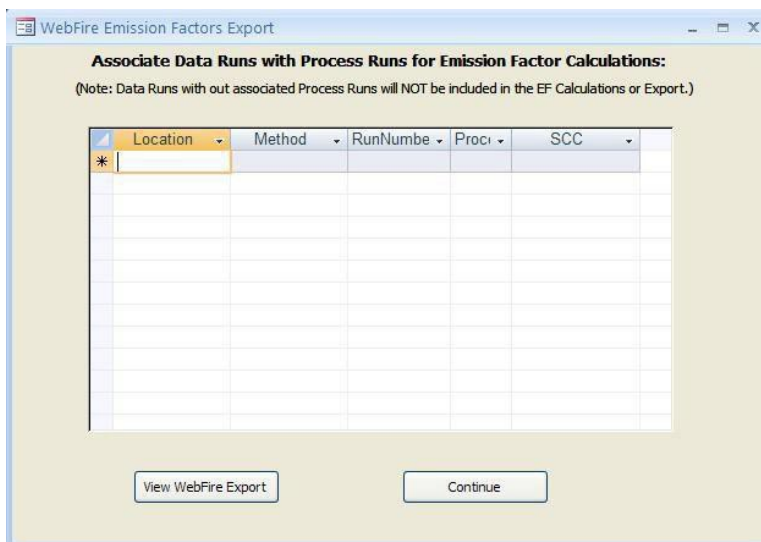 WebFire Emission Factors Export
Associate Data Runs with Process Runs for Emission Factor Calculations:
(Note: Data Runs with out associated Process Runs will NOT be included in the EF Calculations or Export.)
Location Method RunNumbe Proc SCC
*
View WebFire Export Continue